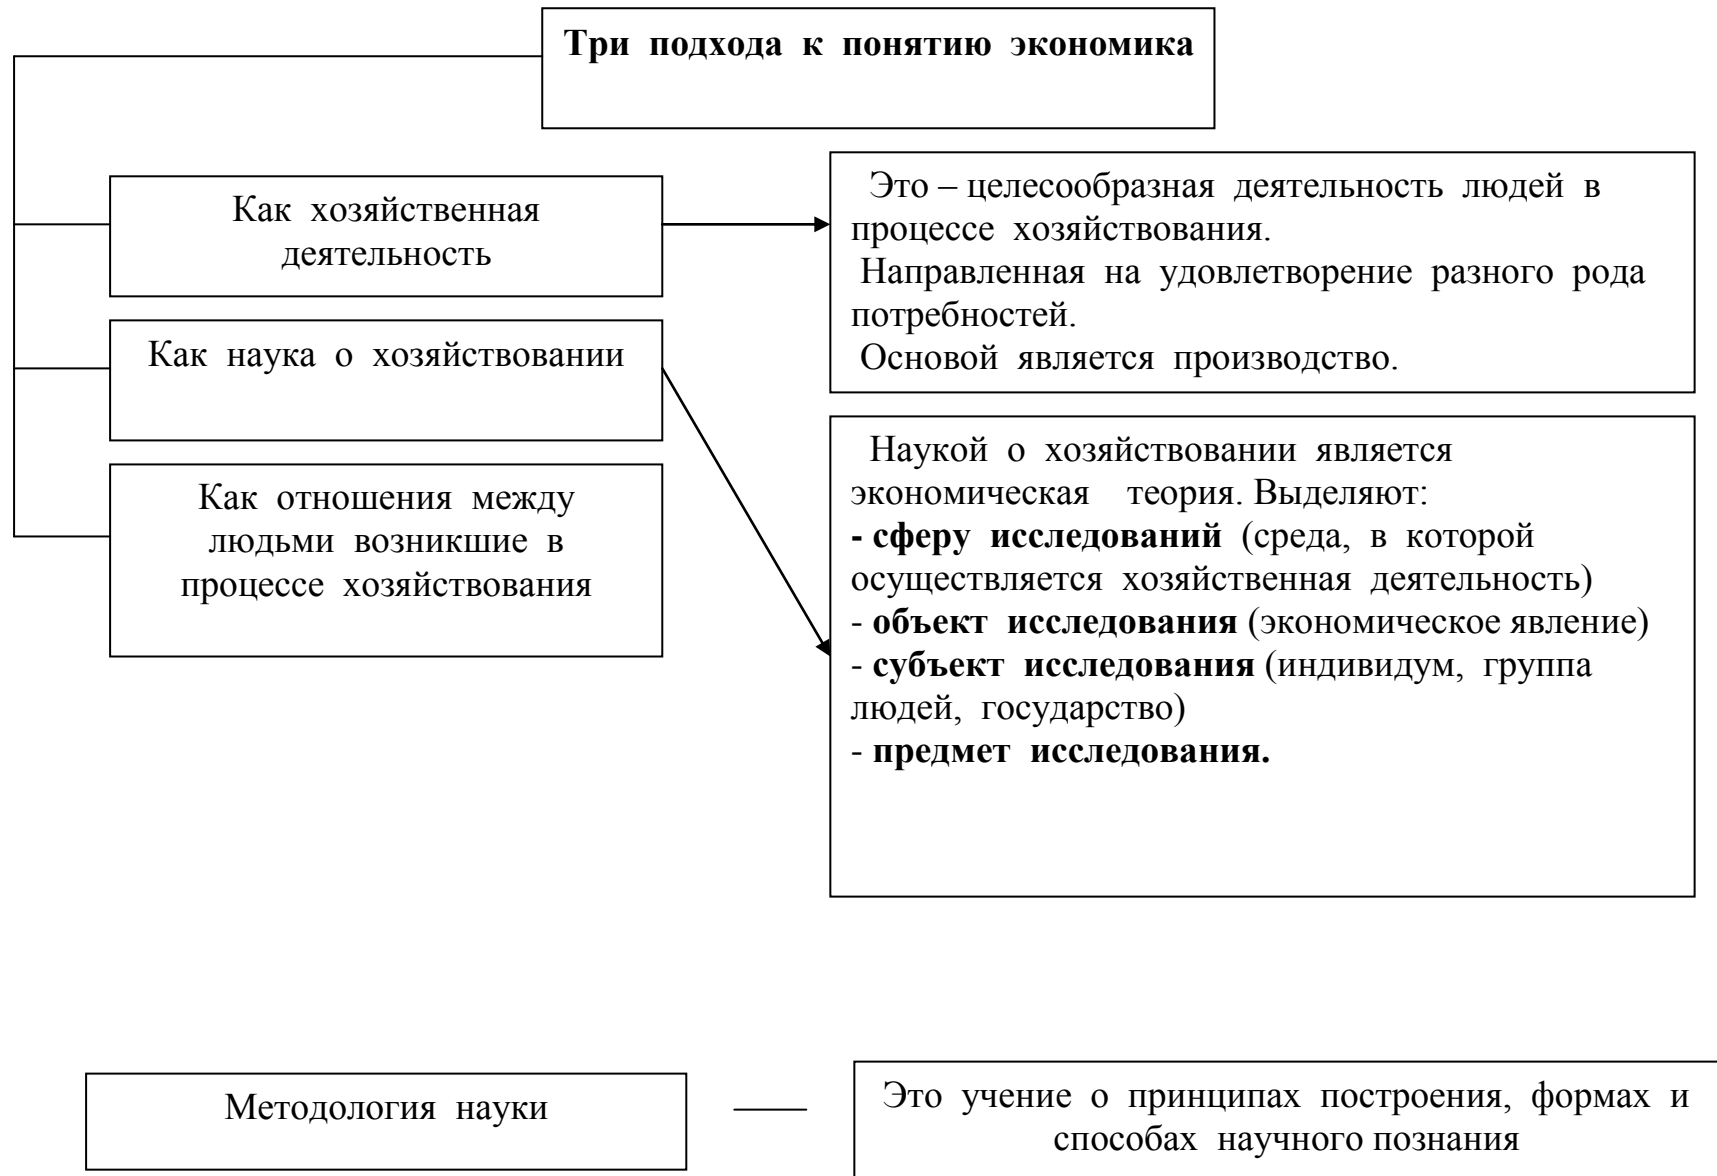 Три подхода к понятию экономика
Как хозяйственная
деятельность
Это – целесообразная деятельность людей в
процессе хозяйствования.
Направленная на удовлетворение разного рода
потребностей.
Основой является производство.
Как наука о хозяйствовании
Как отношения между
людьми возникшие в
процессе хозяйствования
Наукой о хозяйствовании является
экономическая теория. Выделяют:
- сферу исследований (среда, в которой
осуществляется хозяйственная деятельность)
- объект исследования (экономическое явление)
- субъект исследования (индивидум, группа
людей, государство)
- предмет исследования.
Методология науки
Это учение о принципах построения, формах и
способах научного познания